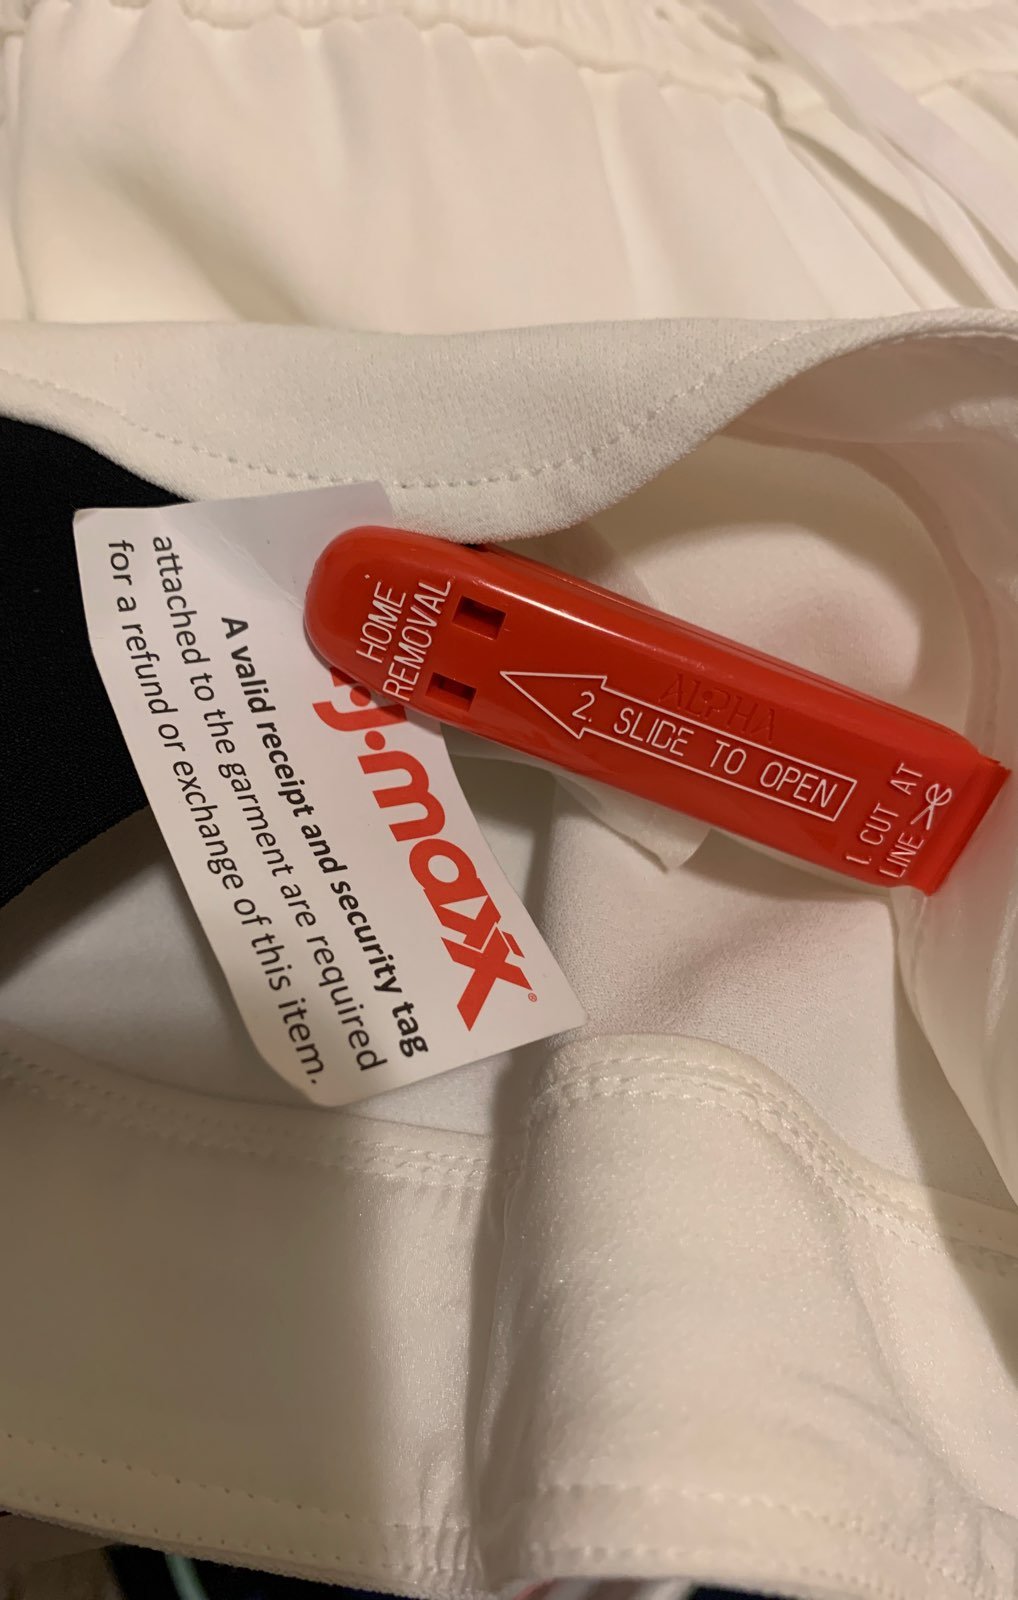 HOME
REMOVAL
ALPHA
2. SLIDE TO OPEN
1. CUT AT
LINE
t.j.maxx®
A valid receipt and security tag
attached to the garment are required
for a refund or exchange of this item.